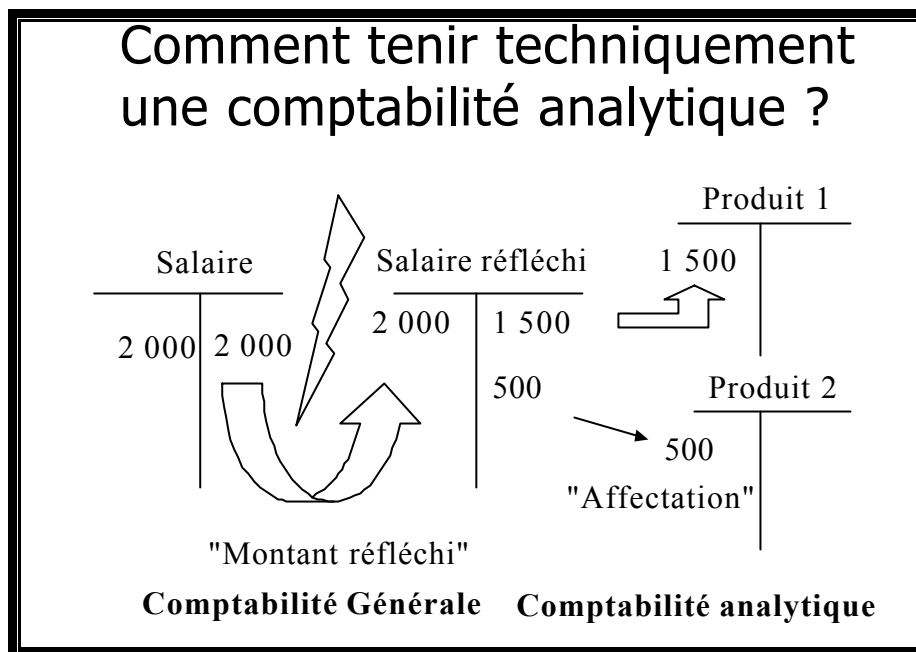 Comment tenir techniquement
une comptabilité analytique ?
Produit 1
Salaire
Salaire réfléchi
1 500
2 000
2 000
2 000
1 500
500
Produit 2
500
"Affectation"
"Montant réfléchi"
Comptabilité Générale
Comptabilité analytique